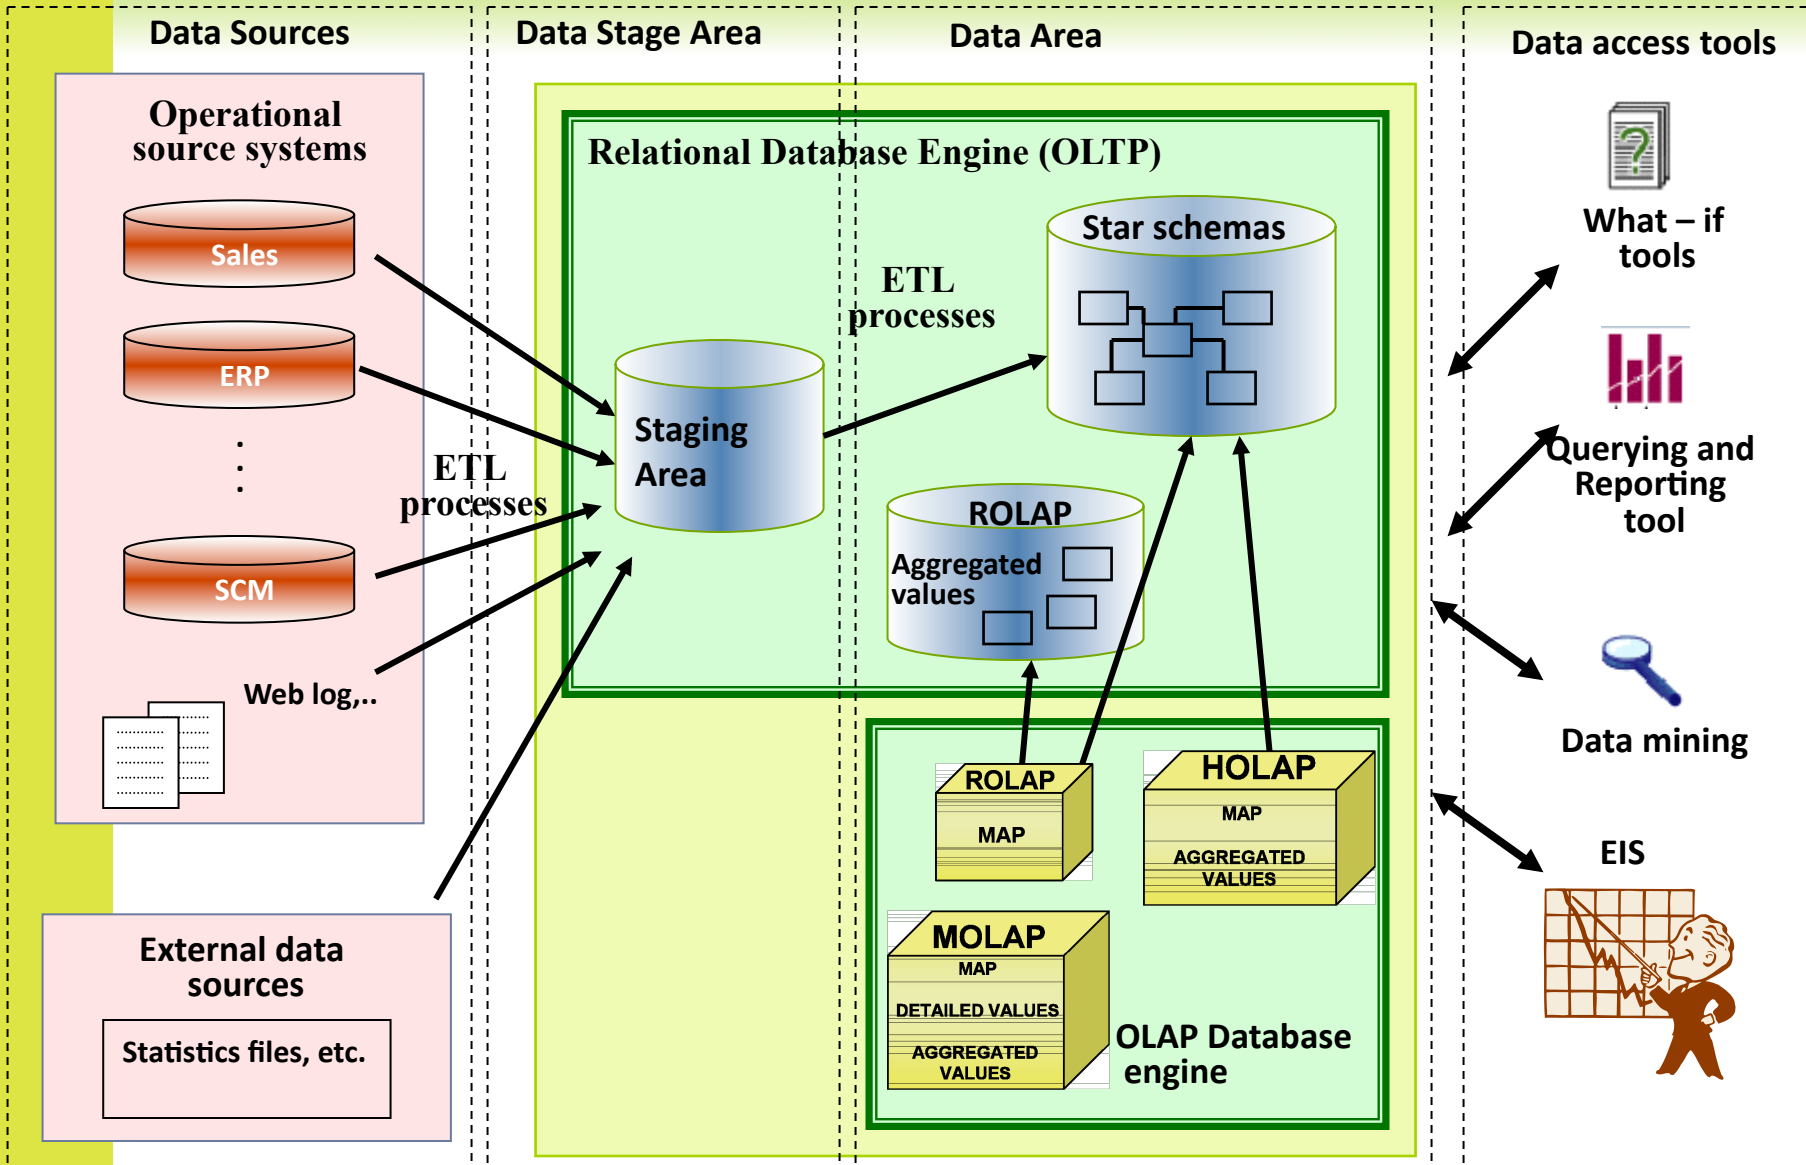 Data Sources
Data Stage Area
Data Area
Data access tools
Operational
source systems
Sales
ERP
.
.
.
SCM
Web log,..
ETL
processes
External data
sources
Statistics files, etc.
Relational Database Engine (OLTP)
Staging
Area
ETL
processes
Star schemas
ROLAP
Aggregated
values
ROLAP
MAP
HOLAP
MAP
AGGREGATED
VALUES
MOLAP
MAP
DETAILED VALUES
AGGREGATED
VALUES
OLAP Database
engine
?
What – if
tools
Querying and
Reporting
tool
Data mining
EIS